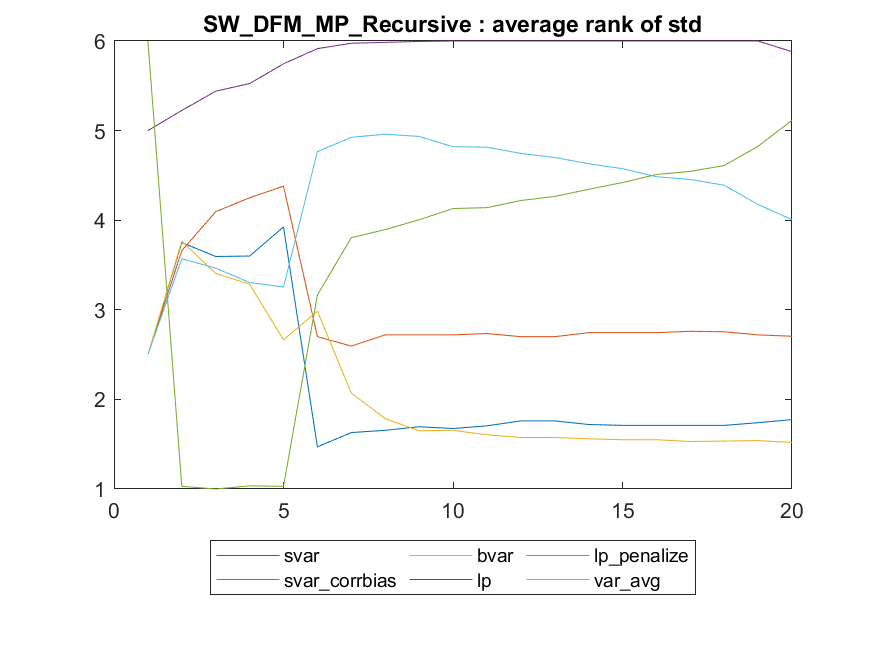 SW_DFM_MP_Recursive : average rank of std
6
5
4
3
2
1
0 5 10 15 20
svar bvar lp_penalize
svar_corrbias lp var_avg